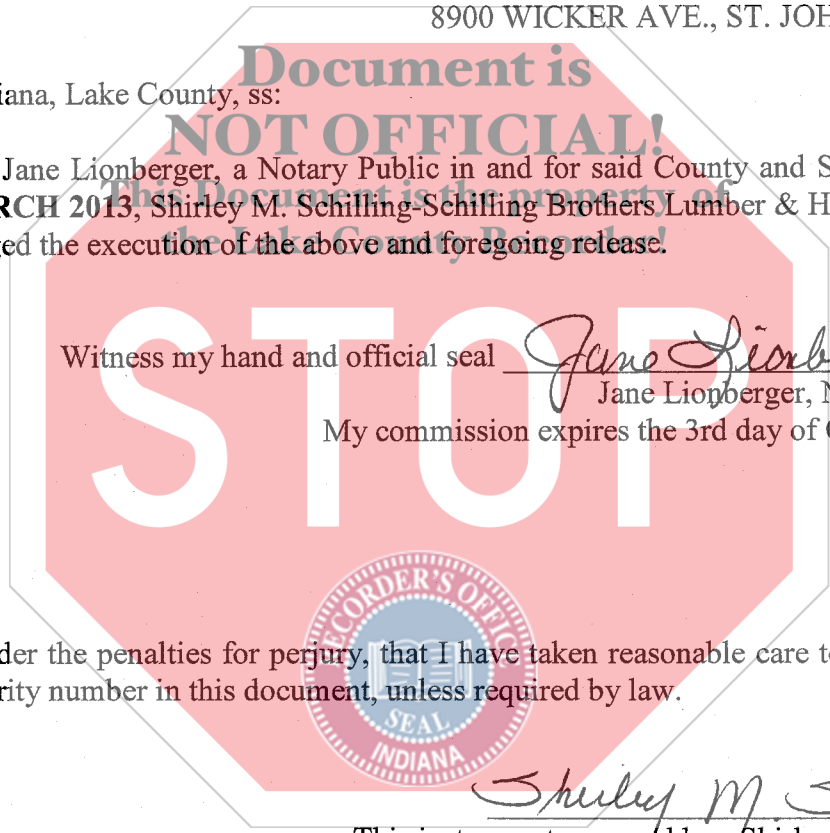 8900 WICKER AVE., ST. JOH
Document is
iana, Lake County, ss:
NOT OFFICIAL!
Jane Lionberger, a Notary Public in and for said County and S
This Document is the property of
RCH 2013, Shirley M. Schilling-Schilling Brothers Lumber & H
the Lake County Recorder!
ed the execution of the above and foregoing release.
STOP
Witness my hand and official seal Jane Lionb
Jane Lionberger, N
My commission expires the 3rd day of
RECORDER'S OFFICE
der the penalties for perjury, that I have taken reasonable care to
rity number in this document, unless required by law.
SEAL
INDIANA
Shirley M. S